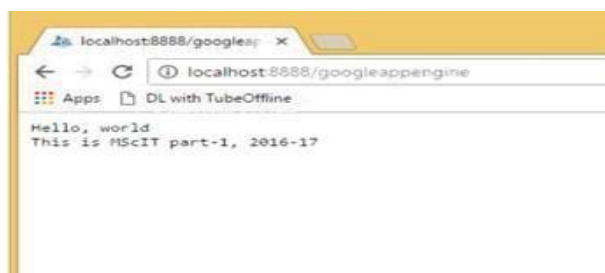 localhost:8888/googleap
localhost:8888/googleappengine
Apps DL with TubeOffline
Hello, world
This is MScIT part-1, 2016-17